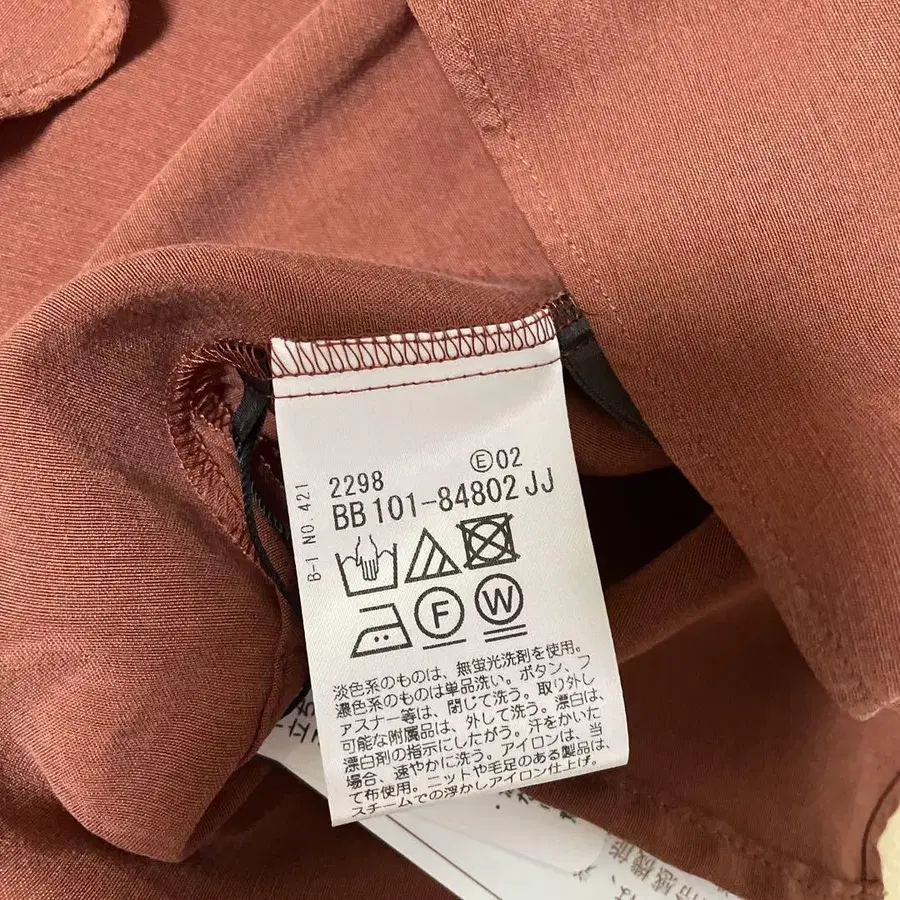 Ⓔ02
2298
BB101-84802 JJ
B-1 NO.421
F
W
淡色系のものは、無蛍光洗剤を使用。
濃色系のものは単品洗い。ボタン、フ
ァスナー等は、閉じて洗う。取り外し
可能な附属品は、外して洗う。漂白は、
漂白剤の指示にしたがう。汗をかいた
場合、速やかに洗う。アイロンは、当
て布使用。ニットや毛足のある製品は、
スチームでの浮かしアイロン仕上げ。